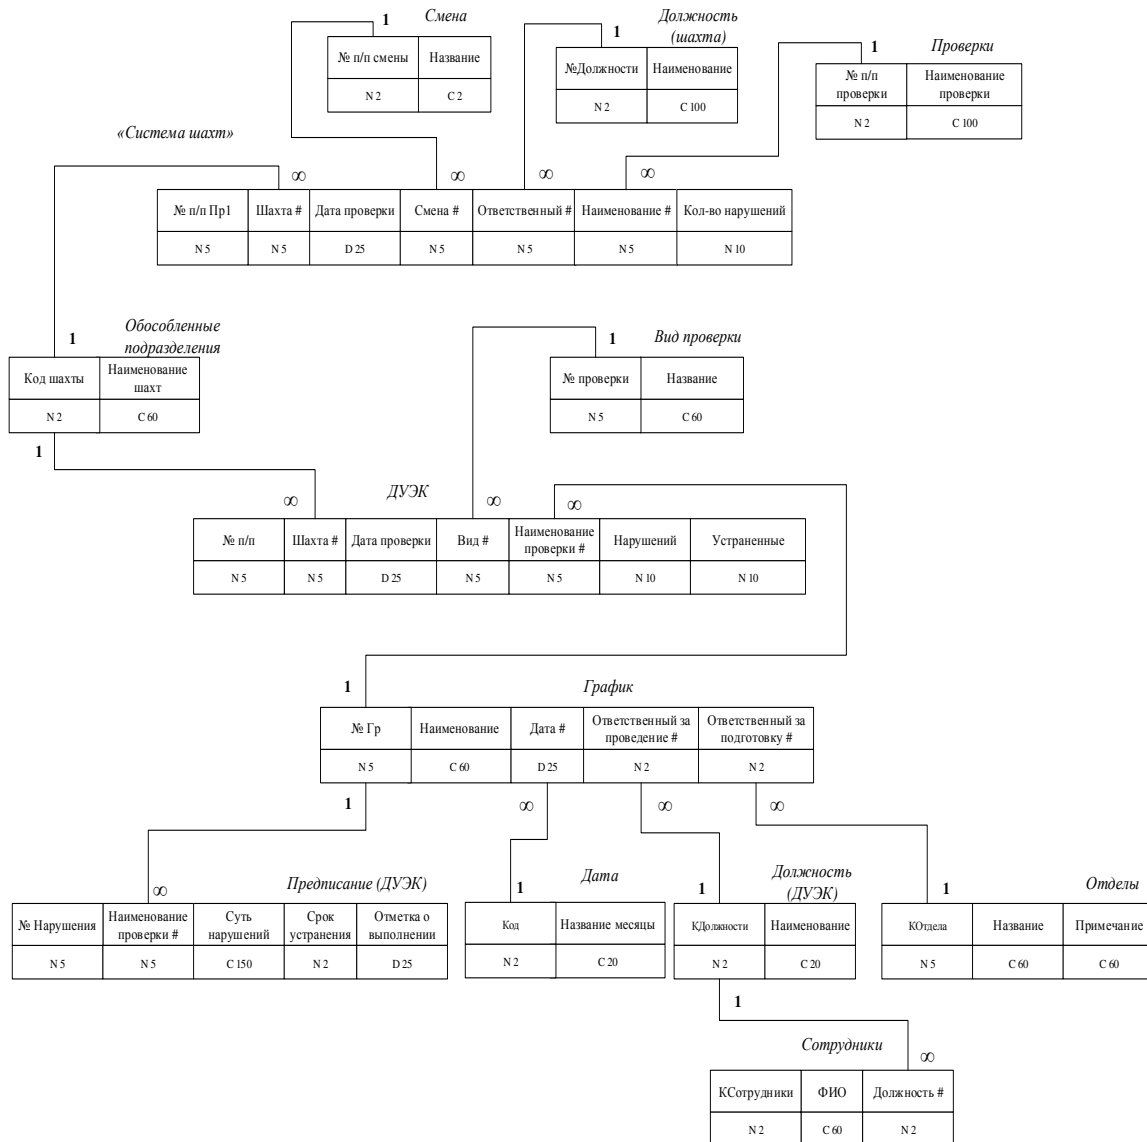 1 Смена
№ п/п смены Название
N 2 C 2
1 Должность
(шахта)
№Должности Наименование
N 2 C 100
1 Проверки
№ п/п
проверки Наименование
проверки
N 2 C 100
«Система шахт»
∞ ∞ ∞ ∞
№ п/п Пр1 Шахта # Дата проверки Смена # Ответственный # Наименование # Кол-во нарушений
N 5 N 5 D 25 N 5 N 5 N 5 N 10
1 Обособленные
подразделения
Код шахты Наименование
шахт
N 2 C 60
1
1 Вид проверки
№ проверки Название
N 5 C 60
ДУЭК
∞ ∞ ∞
№ п/п Шахта # Дата проверки Вид # Наименование
проверки # Нарушений Устраненные
N 5 N 5 D 25 N 5 N 5 N 10 N 10
1 График
№ Гр Наименование Дата # Ответственный за
проведение # Ответственный за
подготовку #
N 5 C 60 D 25 N 2 N 2
1 ∞ ∞ ∞
∞ Предписание (ДУЭК)
№ Нарушения Наименование
проверки # Суть
нарушений Срок
устранения Отметка о
выполнении
N 5 N 5 C 150 N 2 D 25
1 Дата
Код Название месяцы
N 2 C 20
1 Должность
(ДУЭК)
КДолжности Наименование
N 2 C 20
1
1 Отделы
КОтдела Название Примечание
N 5 C 60 C 60
Сотрудники ∞
КСотрудники ФИО Должность #
N 2 C 60 N 2